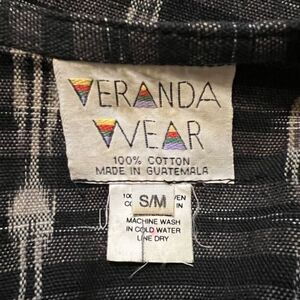 VERANDA
WEAR
100% COTTON
MADE IN GUATEMALA
S/M
MACHINE WASH
IN COLD WATER
LINE DRY